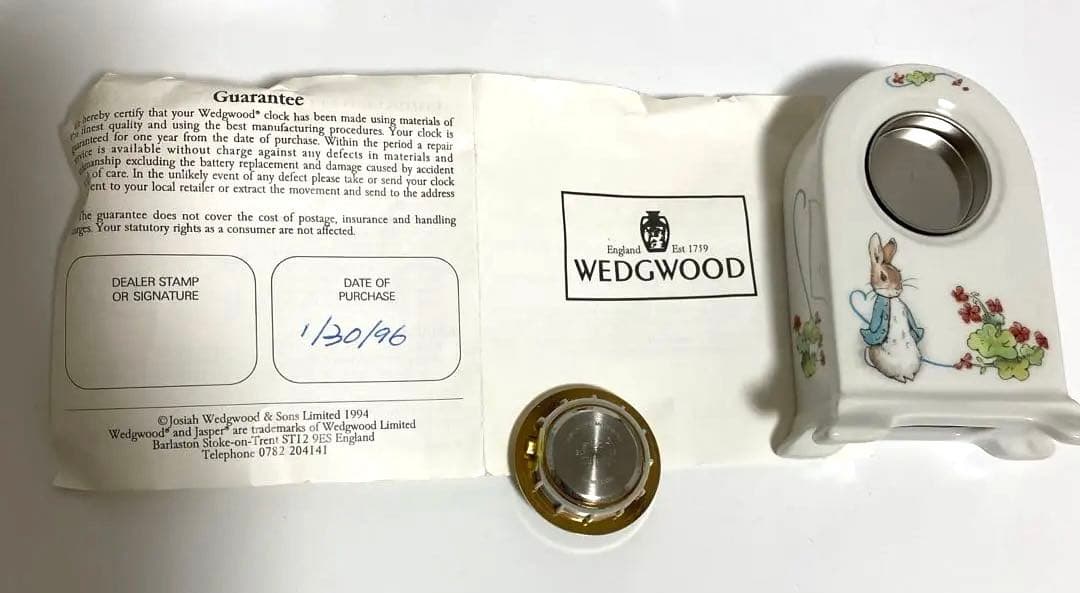 Guarantee
hereby certify that your Wedgwood® clock has been made using materials of
finest quality and using the best manufacturing procedures. Your clock is
guaranteed for one year from the date of purchase. Within the period a repair
service is available without charge against any defects in materials and
workmanship excluding the battery replacement and damage caused by accident
of care. In the unlikely event of any defect please take or send your clock
to your local retailer or extract the movement and send to the address
he guarantee does not cover the cost of postage, insurance and handling
Your statutory rights as a consumer are not affected.
DEALER STAMP
OR SIGNATURE
DATE OF
PURCHASE
1/30/96
©Josiah Wedgwood & Sons Limited 1994
Wedgwood® and Jasper® are trademarks of Wedgwood Limited
Barlaston Stoke-on-Trent ST12 9ES England
Telephone 0782 204141
England Est 1759
WEDGWOOD